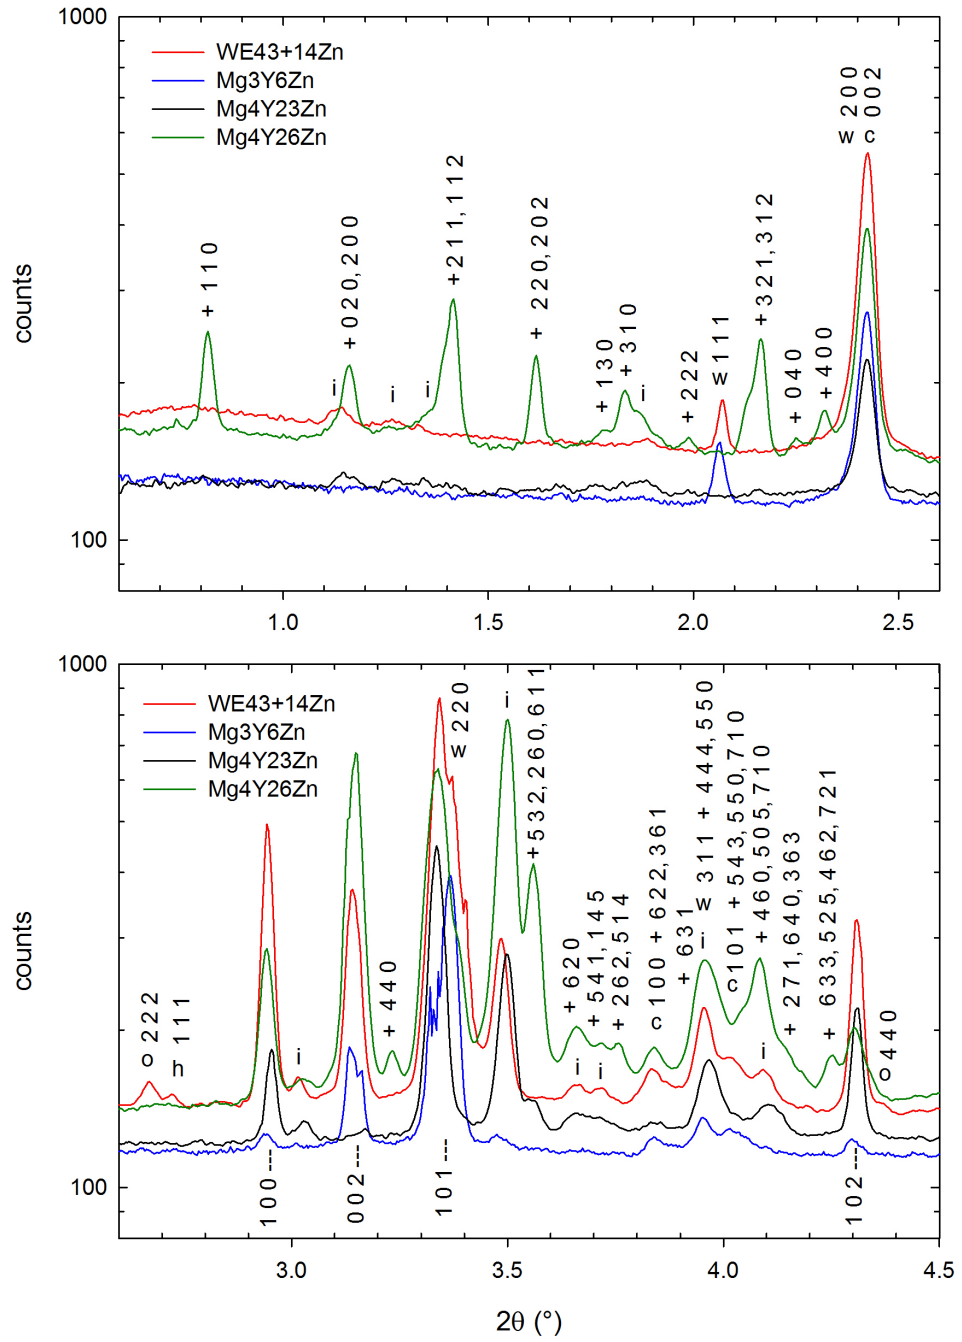 1000
WE43+14Zn
Mg3Y6Zn
Mg4Y23Zn
Mg4Y26Zn
counts
+ 1 1 0
i
+ 0 2 0 , 2 0 0
i
i
+ 2 1 1 , 1 1 2
+ 2 2 0 , 2 0 2
+ 1 3 0
+ 3 1 0
i
+ 2 2 2
w 1 1 1
+ 3 2 1 , 3 1 2
+ 0 4 0
+ 4 0 0
w 2 0 0
c 0 0 2
100
1.0 1.5 2.0 2.5
1000
WE43+14Zn
Mg3Y6Zn
Mg4Y23Zn
Mg4Y26Zn
counts
o 2 2 2
h 1 1 1
i
+ 4 4 0
w 2 2 0
i
+ 5 3 2 , 2 6 0 , 6 1 1
+ 6 2 0
i
+ 5 4 1 , 1 4 5
i
+ 2 6 2 , 5 1 4
c 1 0 0 + 6 2 2 , 3 6 1
+ 6 3 1
w 3 1 1 + 4 4 4 , 5 5 0
i
c 1 0 1 + 5 4 3 , 5 5 0 , 7 1 0
+ 4 6 0 , 5 0 5 , 7 1 0
i
+ 2 7 1 , 6 4 0 , 3 6 3
+ 6 3 3 , 5 2 5 , 4 6 2 , 7 2 1
o 4 4 0
100
1 0 0
0 0 2
1 0 1
1 0 2
3.0 3.5 4.0 4.5
2θ (°)